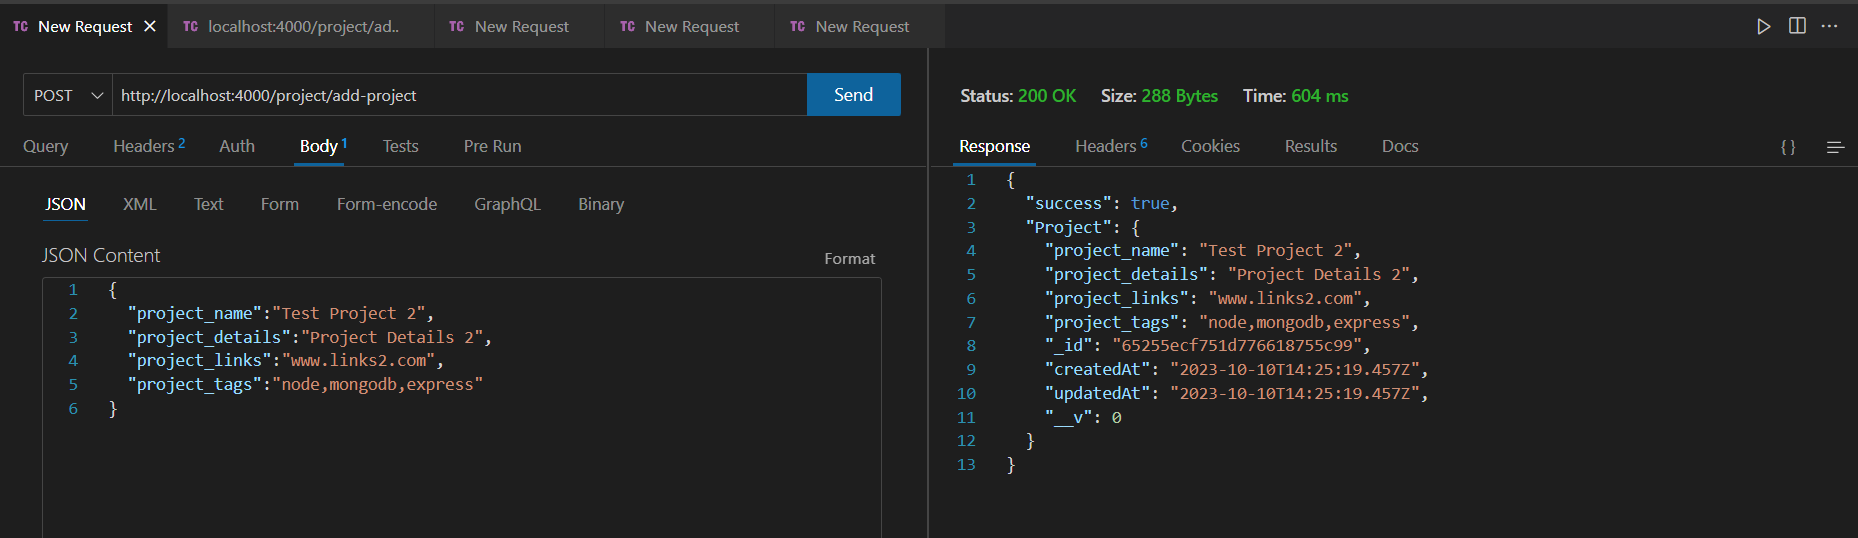 TC New Request TC localhost:4000/project/ad.. TC New Request TC New Request TC New Request
POST http://localhost:4000/project/add-project Send
Query Headers 2 Auth Body 1 Tests Pre Run
JSON XML Text Form Form-encode GraphQL Binary
JSON Content Format
1 {
2 "project_name":"Test Project 2",
3 "project_details":"Project Details 2",
4 "project_links":"www.links2.com",
5 "project_tags":"node,mongodb,express"
6 }
Status: 200 OK Size: 288 Bytes Time: 604 ms
Response Headers 6 Cookies Results Docs {}
1 {
2 "success": true,
3 "Project": {
4 "project_name": "Test Project 2",
5 "project_details": "Project Details 2",
6 "project_links": "www.links2.com",
7 "project_tags": "node,mongodb,express",
8 "_id": "65255ecf751d776618755c99",
9 "createdAt": "2023-10-10T14:25:19.457Z",
10 "updatedAt": "2023-10-10T14:25:19.457Z",
11 "__v": 0
12 }
13 }